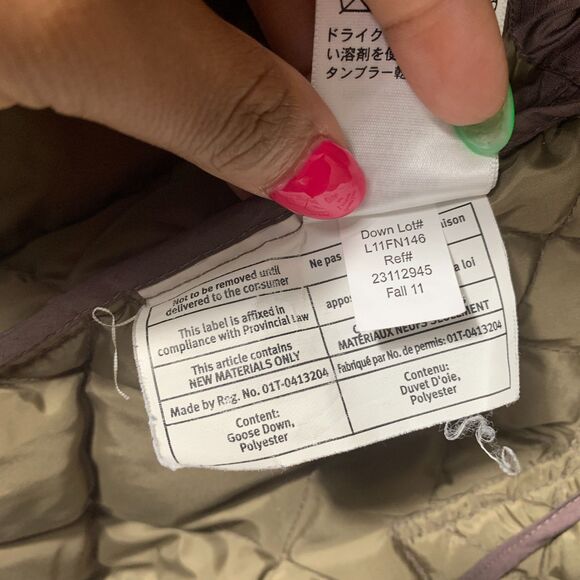 ドライク
い溶剤を使
タンブラー乾
Down Lot#
L11FN146
Ref#
23112945
Fall 11
Not to be removed until
delivered to the consumer
This label is affixed in
compliance with Provincial Law
This article contains
NEW MATERIALS ONLY
Made by Reg. No. 01T-0413204
Content:
Goose Down,
Polyester
Ne pas
apposée
la loi
MATÉRIAUX NEUFS SEULEMENT
Fabriqué par No. de permis: 01T-0413204
Contenu:
Duvet D'oie,
Polyester